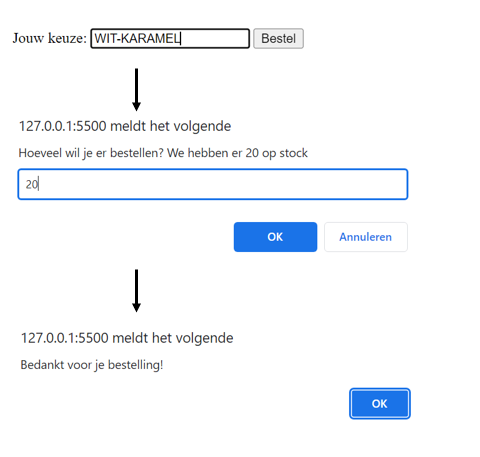 Jouw keuze: WIT-KARAMEL Bestel
127.0.0.1:5500 meldt het volgende
Hoeveel wil je er bestellen? We hebben er 20 op stock
20
OK Annuleren
127.0.0.1:5500 meldt het volgende
Bedankt voor je bestelling!
OK